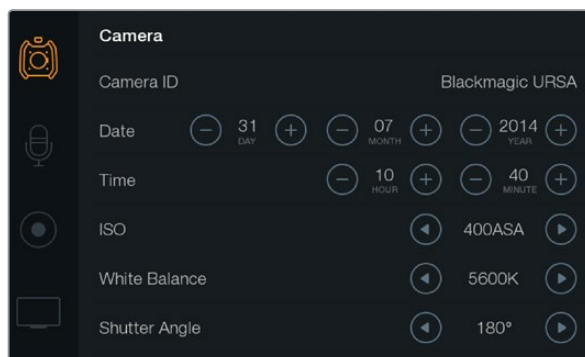 Camera
Camera ID Blackmagic URSA
Date 31 07 2014
DAY MONTH YEAR
Time 10 40
HOUR MINUTE
ISO 400ASA
White Balance 5600K
Shutter Angle 180°